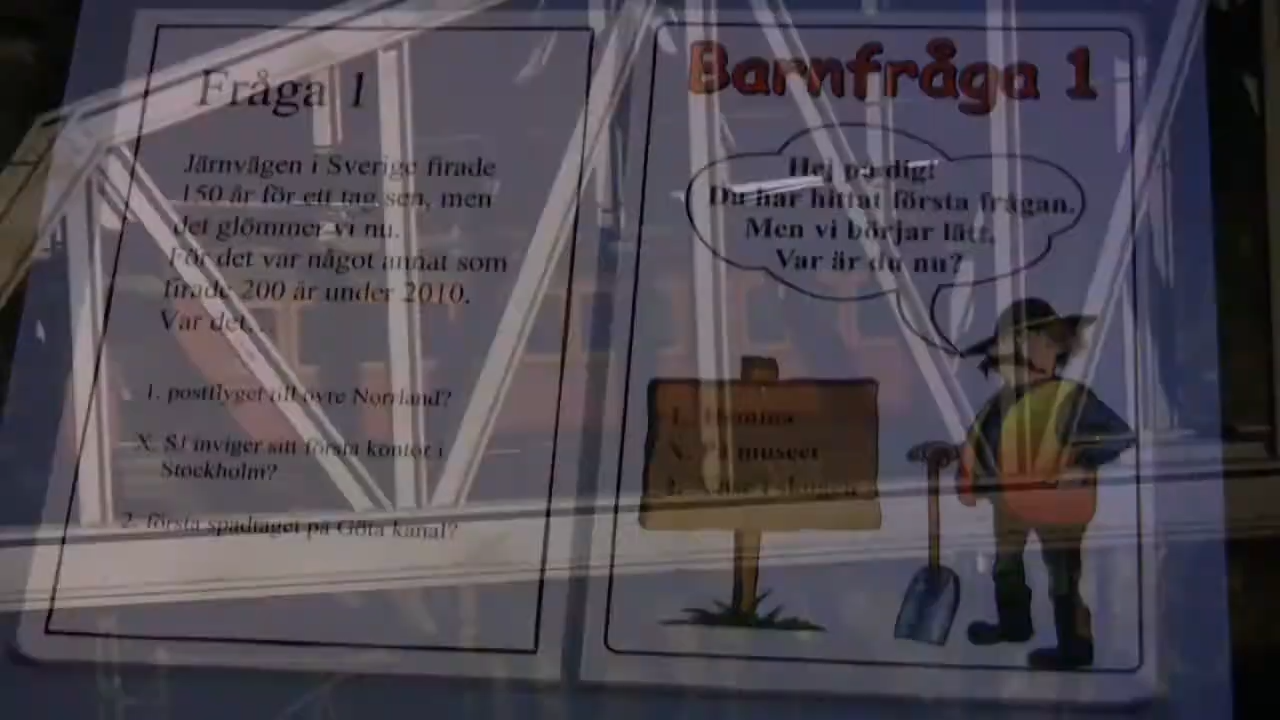 Fråga 1
Järnvägen i Sverige firade
150 år för ett tag sen, men
det glömmer vi nu.
För det var något annat som
firade 200 år under 2010.
Var det...
1. postflyget till övre Norrland?
X. SJ inviger sitt första kontor i
Stockholm?
2. första spadtaget på Göta kanal?
Barnfråga 1
Hej på dig!
Du har hittat första frågan.
Men vi börjar lätt.
Var är du nu?
1. Hemma
X. På museet